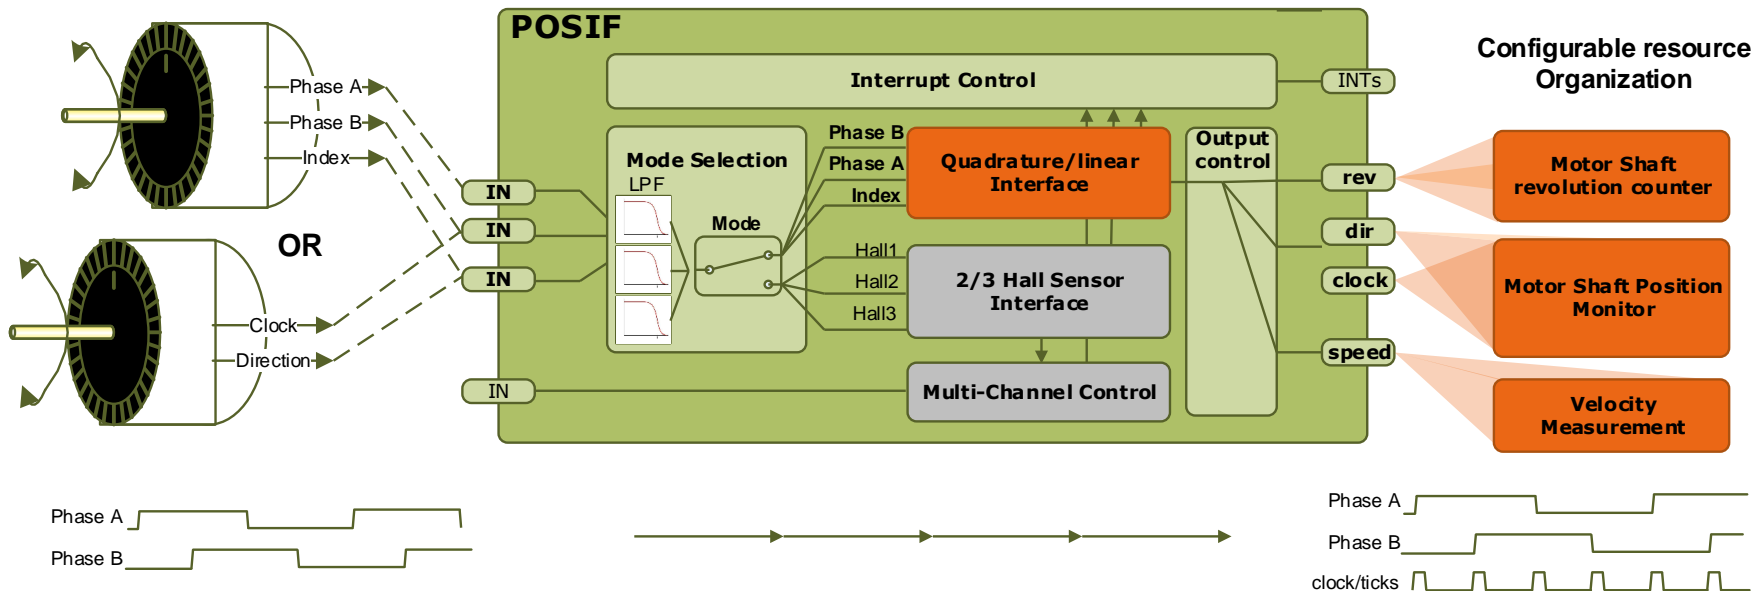 POSIF
Configurable resource
Organization
Interrupt Control
INTs
Phase A
Phase B
Index
OR
Clock
Direction
IN
IN
IN
IN
Mode Selection
LPF
Mode
Phase B
Phase A
Index
Hall1
Hall2
Hall3
Quadrature/linear
Interface
2/3 Hall Sensor
Interface
Multi-Channel Control
Output
control
rev
dir
clock
speed
Motor Shaft
revolution counter
Motor Shaft Position
Monitor
Velocity
Measurement
Phase A
Phase B
Phase A
Phase B
clock/ticks